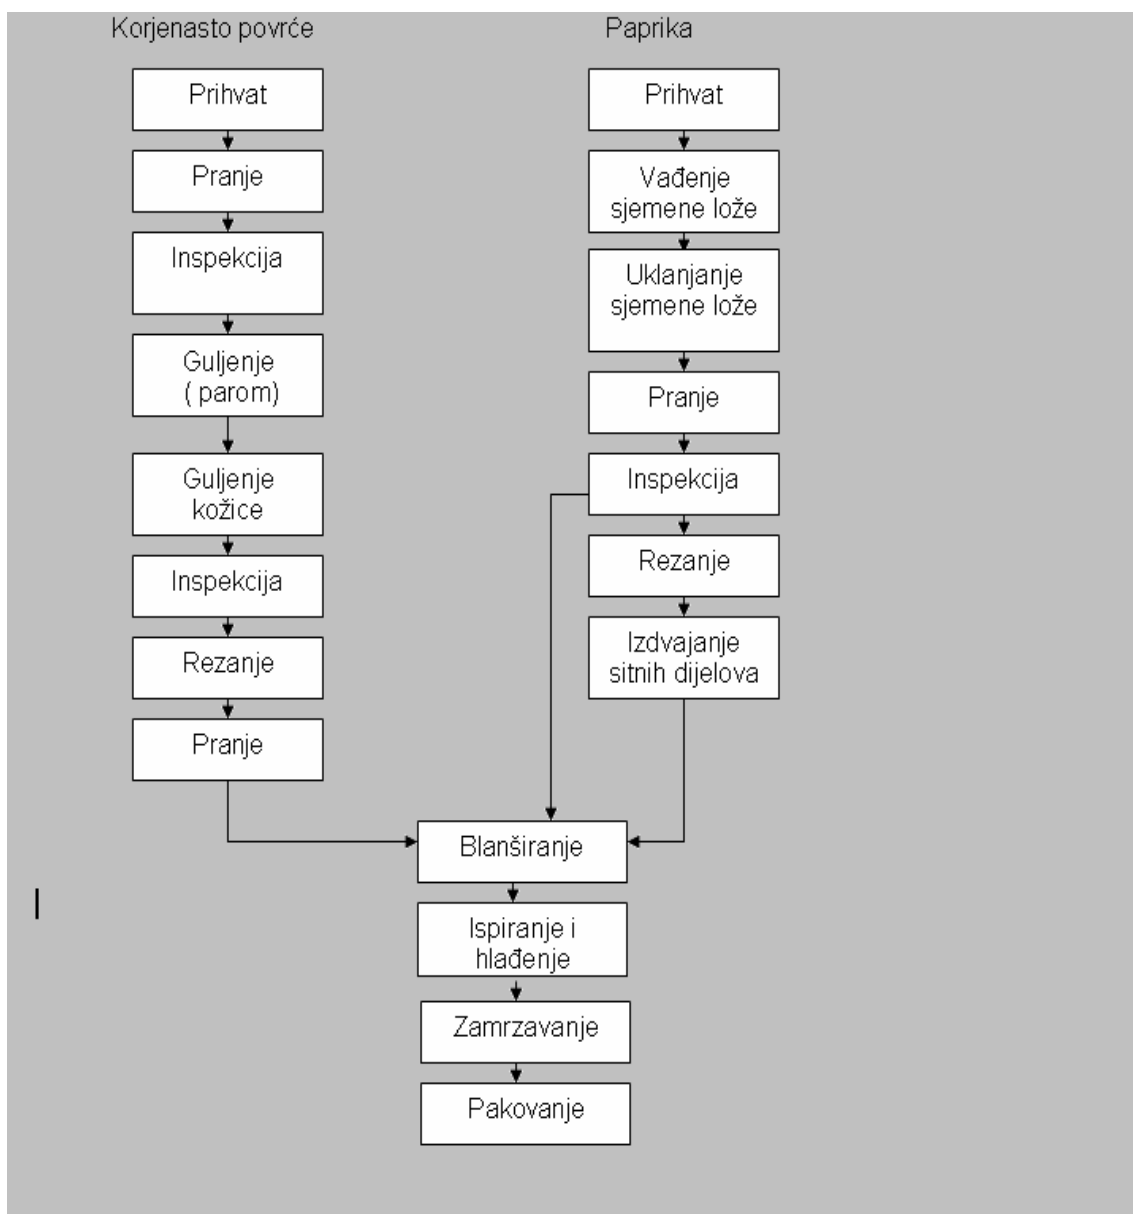 Korjenasto povrće
Prihvat
Pranje
Inspekcija
Guljenje
( parom)
Guljenje
kožice
Inspekcija
Rezanje
Pranje
Paprika
Prihvat
Vađenje
sjemene lože
Uklanjanje
sjemene lože
Pranje
Inspekcija
Rezanje
Izdvajanje
sitnih dijelova
Blanširanje
Ispiranje i
hlađenje
Zamrzavanje
Pakovanje